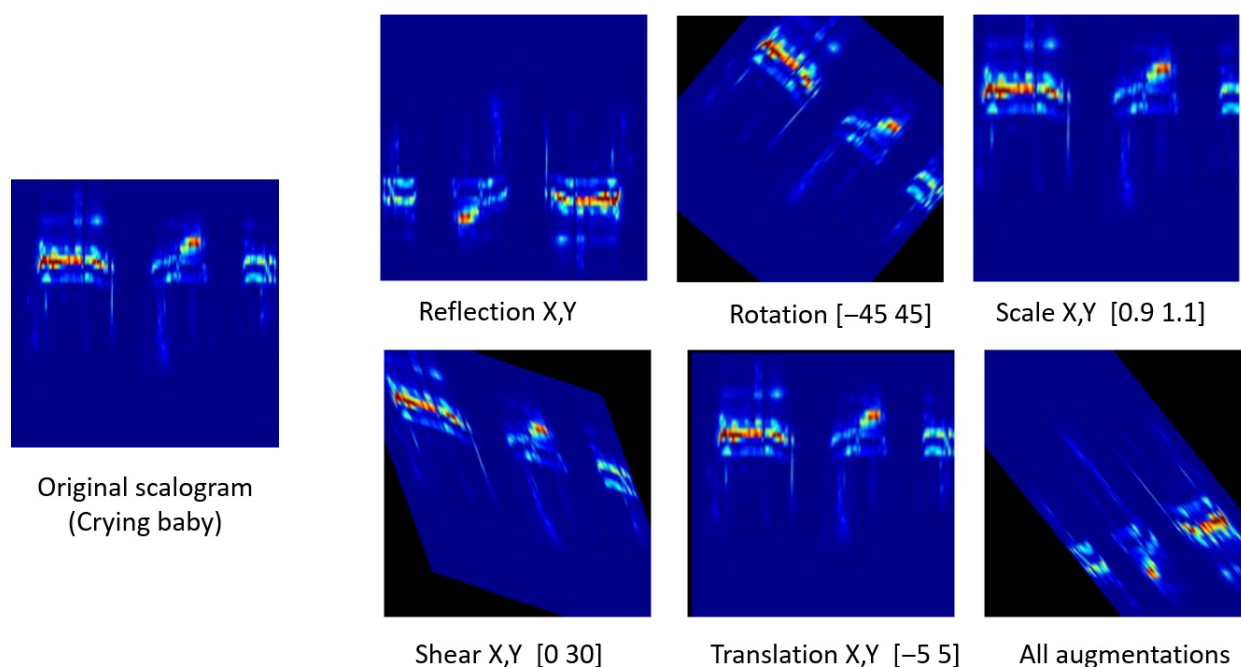 Original scalogram
(Crying baby)
Reflection X,Y
Rotation [−45 45]
Scale X,Y [0.9 1.1]
Shear X,Y [0 30]
Translation X,Y [−5 5]
All augmentations